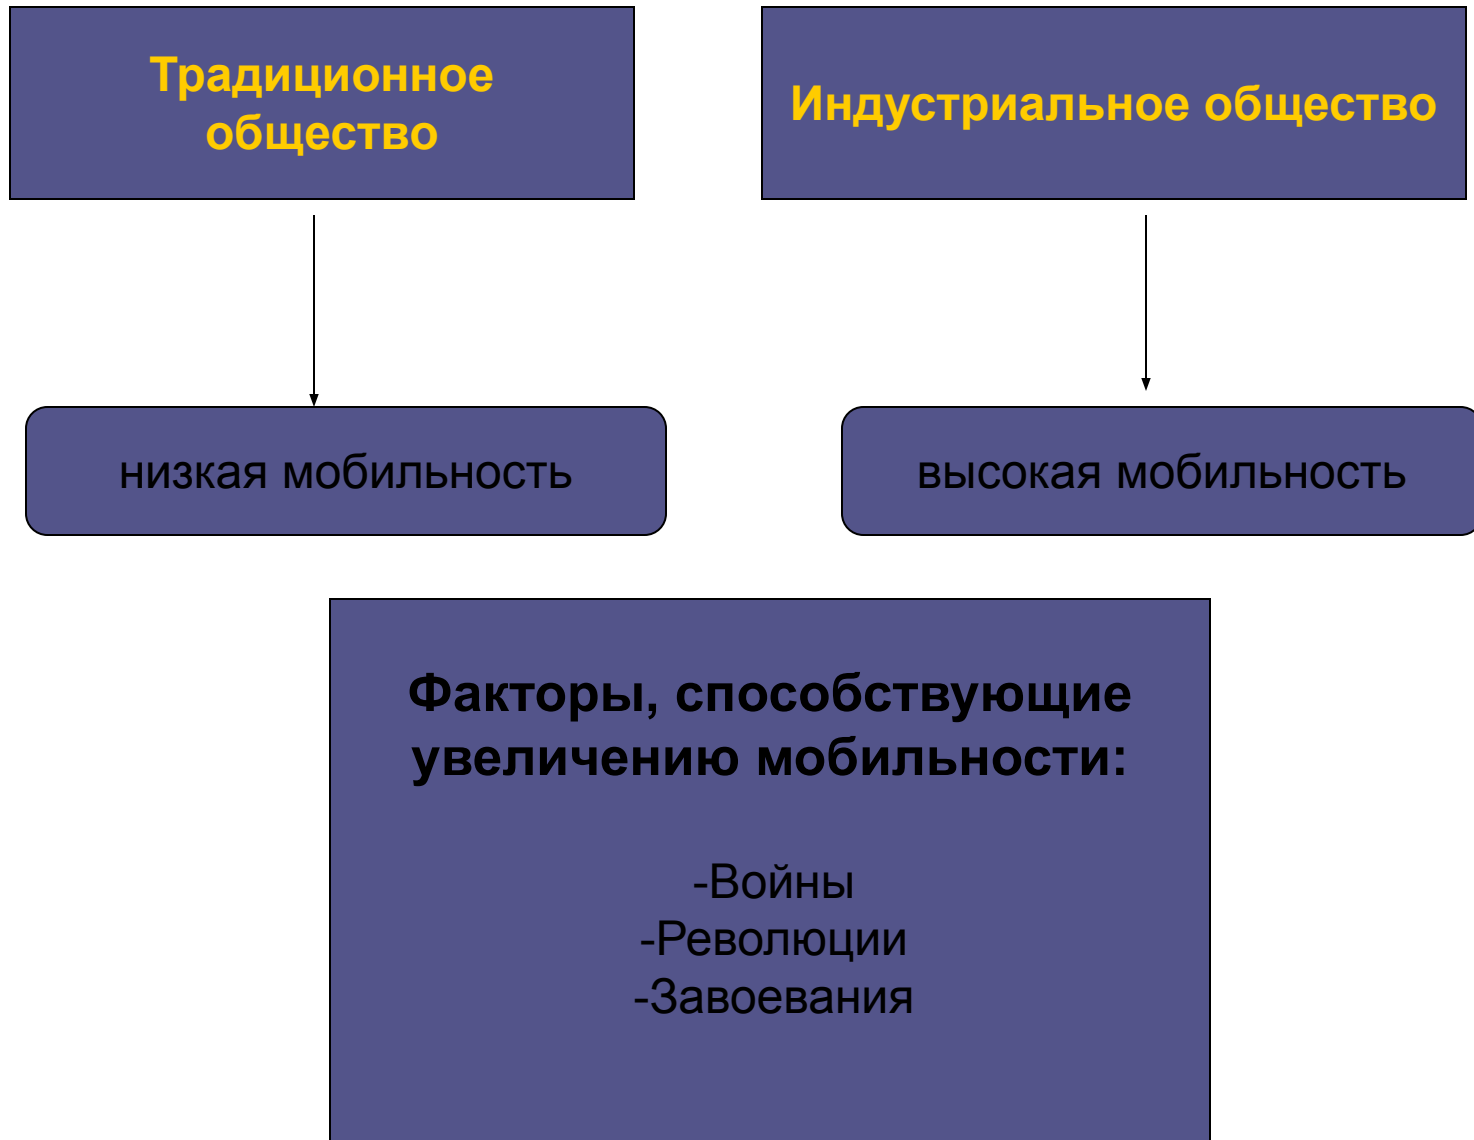 Традиционное
общество
Индустриальное общество
низкая мобильность
высокая мобильность
Факторы, способствующие
увеличению мобильности:
-Войны
-Революции
-Завоевания